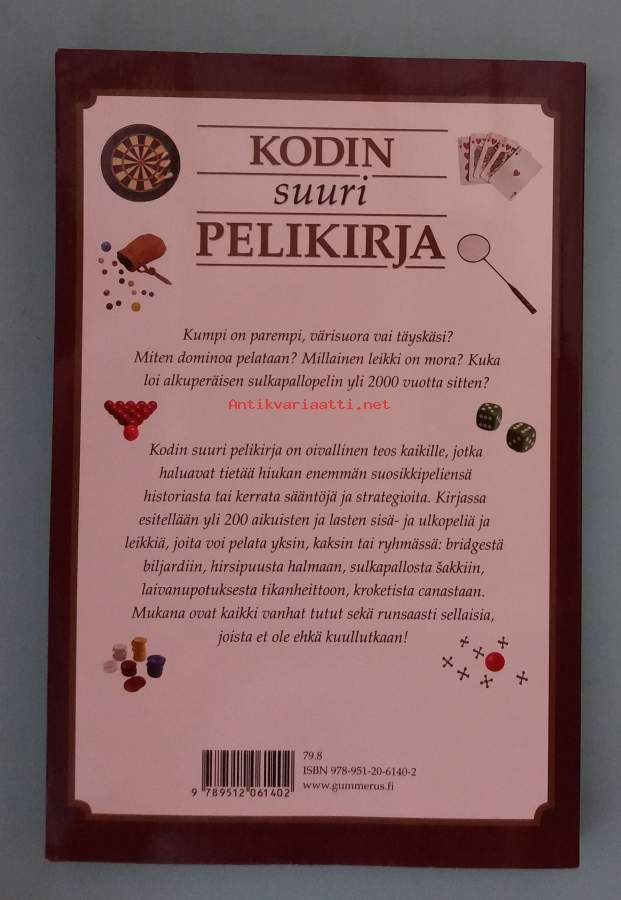 KODIN
suuri
PELIKIRJA
Kumpi on parempi, värisuora vai täyskäsi?
Miten dominoa pelataan? Millainen leikki on mora? Kuka
loi alkuperäisen sulkapallopelin yli 2000 vuotta sitten?
Antikvariaatti.net
Kodin suuri pelikirja on oivallinen teos kaikille, jotka
haluavat tietää hiukan enemmän suosikkipeliensä
historiasta tai kerrata sääntöjä ja strategioita. Kirjassa
esitellään yli 200 aikuisten ja lasten sisä- ja ulkopeliä ja
leikkiä, joita voi pelata yksin, kaksin tai ryhmässä: bridgestä
biljardiin, hirsipuusta halmaan, sulkapallosta šakkiin,
laivanupotuksesta tikanheittoon, kroketista canastaan.
Mukana ovat kaikki vanhat tutut sekä runsaasti sellaisia,
joista et ole ehkä kuullutkaan!
79.8
ISBN 978-951-20-6140-2
www.gummerus.fi
9 789512 061402